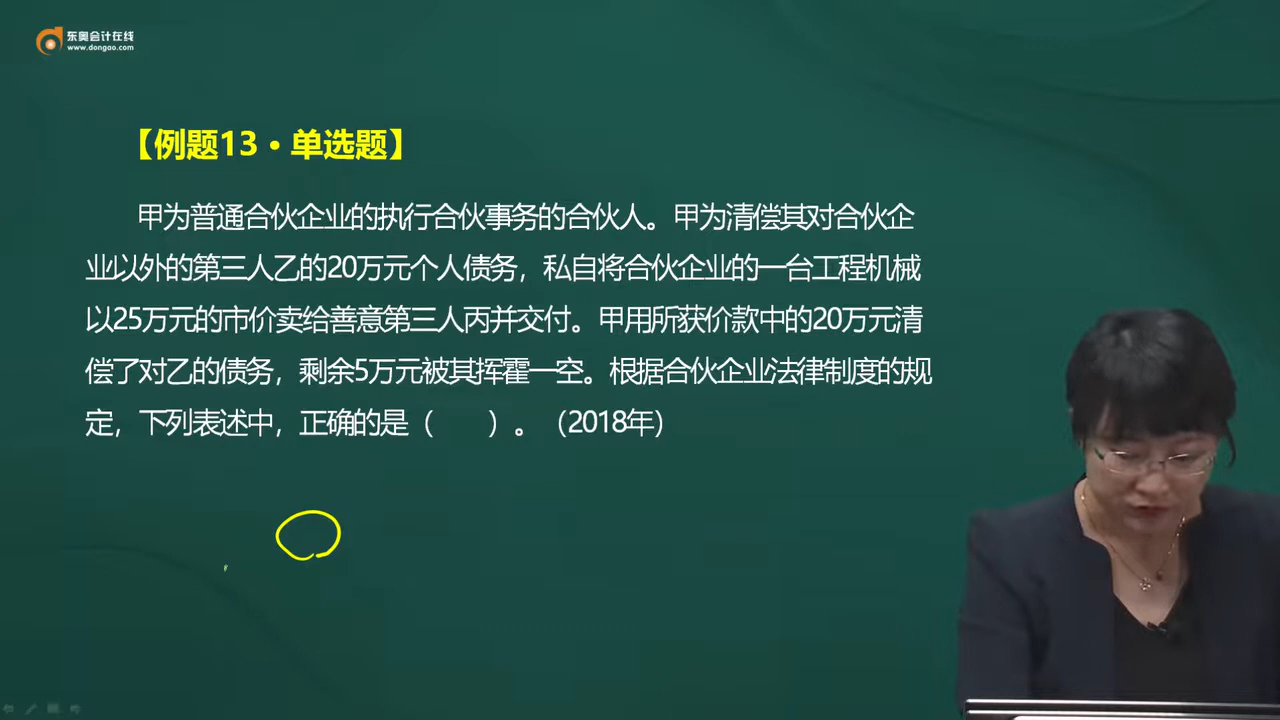 东奥会计在线
www.dongao.com
【例题13·单选题】
甲为普通合伙企业的执行合伙事务的合伙人。甲为清偿其对合伙企
业以外的第三人乙的20万元个人债务，私自将合伙企业的一台工程机械
以25万元的市价卖给善意第三人丙并交付。甲用所获价款中的20万元清
偿了对乙的债务，剩余5万元被其挥霍一空。根据合伙企业法律制度的规
定，下列表述中，正确的是（　　）。（2018年）